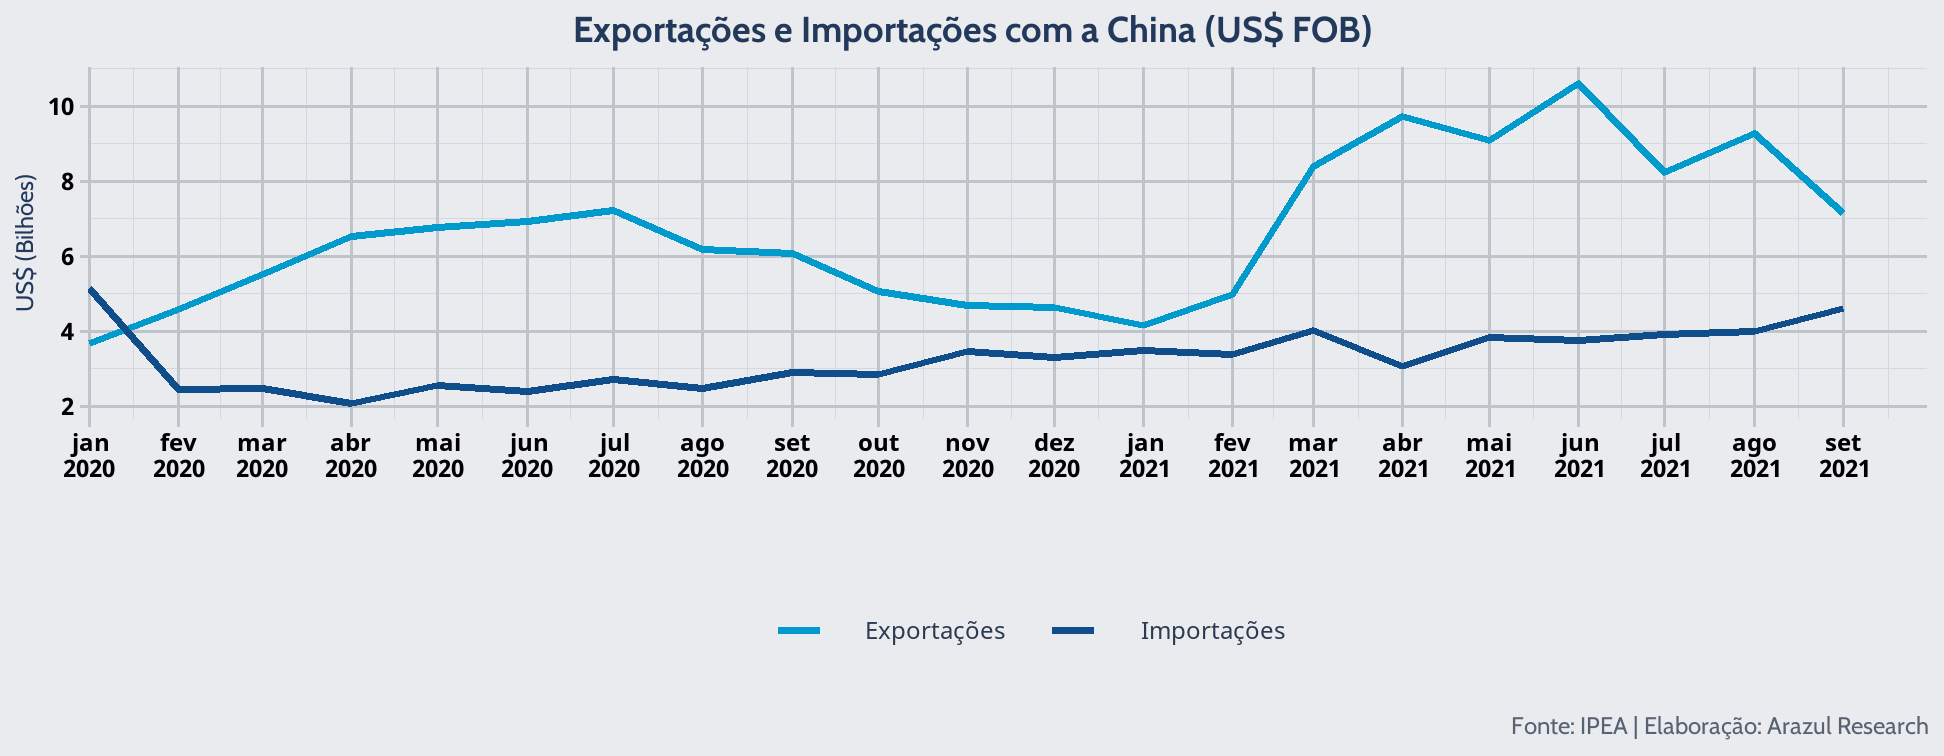 Exportações e Importações com a China (US$ FOB)
US$ (Bilhões)
10
8
6
4
2
jan fev mar abr mai jun jul ago set out nov dez jan fev mar abr mai jun jul ago set
2020 2020 2020 2020 2020 2020 2020 2020 2020 2020 2020 2020 2021 2021 2021 2021 2021 2021 2021 2021 2021
Exportações Importações
Fonte: IPEA | Elaboração: Arazul Research